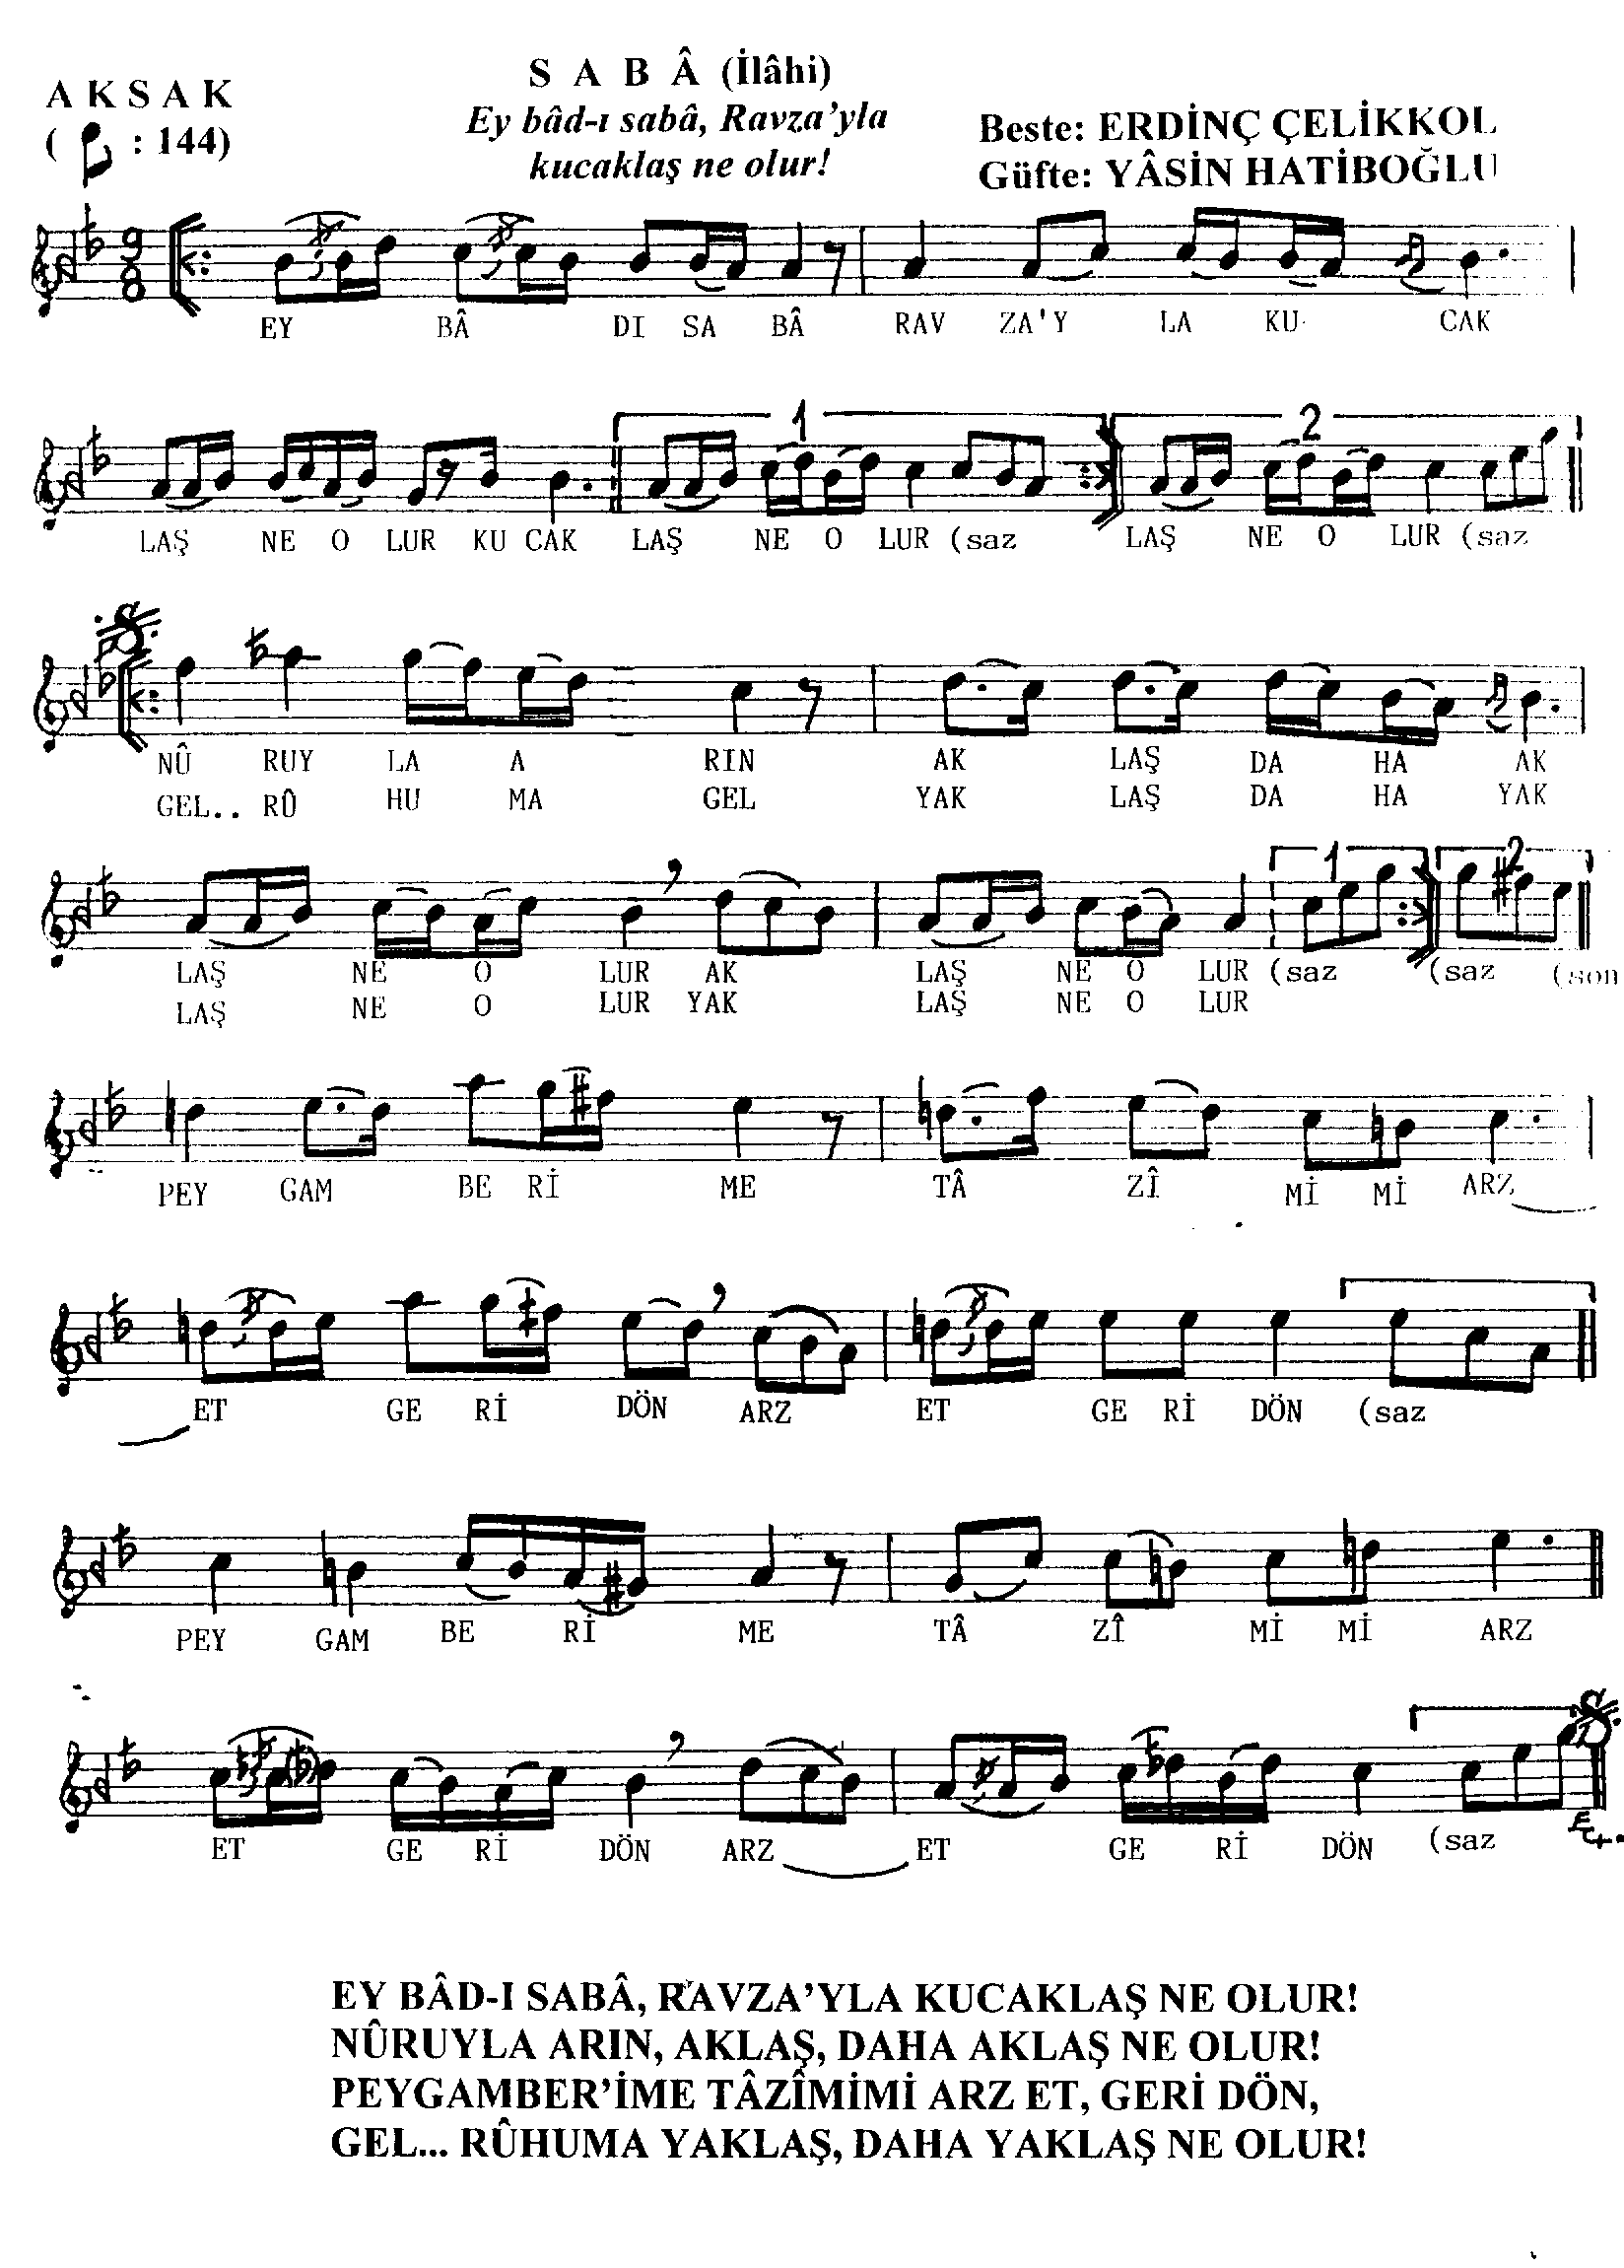 A K S A K
( : 144)
S A B Â (İlâhi)
Ey bâd-ı sabâ, Ravza'yla
kucaklaş ne olur!
Beste: ERDİNÇ ÇELİKKOL
Güfte: YÂSİN HATİBOĞLU
9
8
EY BÂ DI SA BÂ RAV ZA'Y LA KU CAK
1 2
LAŞ NE O LUR KU CAK LAŞ NE O LUR (saz LAŞ NE O LUR (saz
NÛ RUY LA A RIN AK LAŞ DA HA AK
GEL.. RÛ HU MA GEL YAK LAŞ DA HA YAK
1 2
LAŞ NE O LUR AK LAŞ NE O LUR (saz (saz (son
LAŞ NE O LUR YAK LAŞ NE O LUR
PEY GAM BE Rİ ME TÂ ZÎ Mİ Mİ ARZ
ET GE Rİ DÖN ARZ ET GE Rİ DÖN (saz
PEY GAM BE Rİ ME TÂ ZÎ Mİ Mİ ARZ
ET GE Rİ DÖN ARZ ET GE Rİ DÖN (saz
EY BÂD-I SABÂ, RAVZA'YLA KUCAKLAŞ NE OLUR!
NÛRUYLA ARIN, AKLAŞ, DAHA AKLAŞ NE OLUR!
PEYGAMBER'İME TÂZÎMİMİ ARZ ET, GERİ DÖN,
GEL... RÛHUMA YAKLAŞ, DAHA YAKLAŞ NE OLUR!